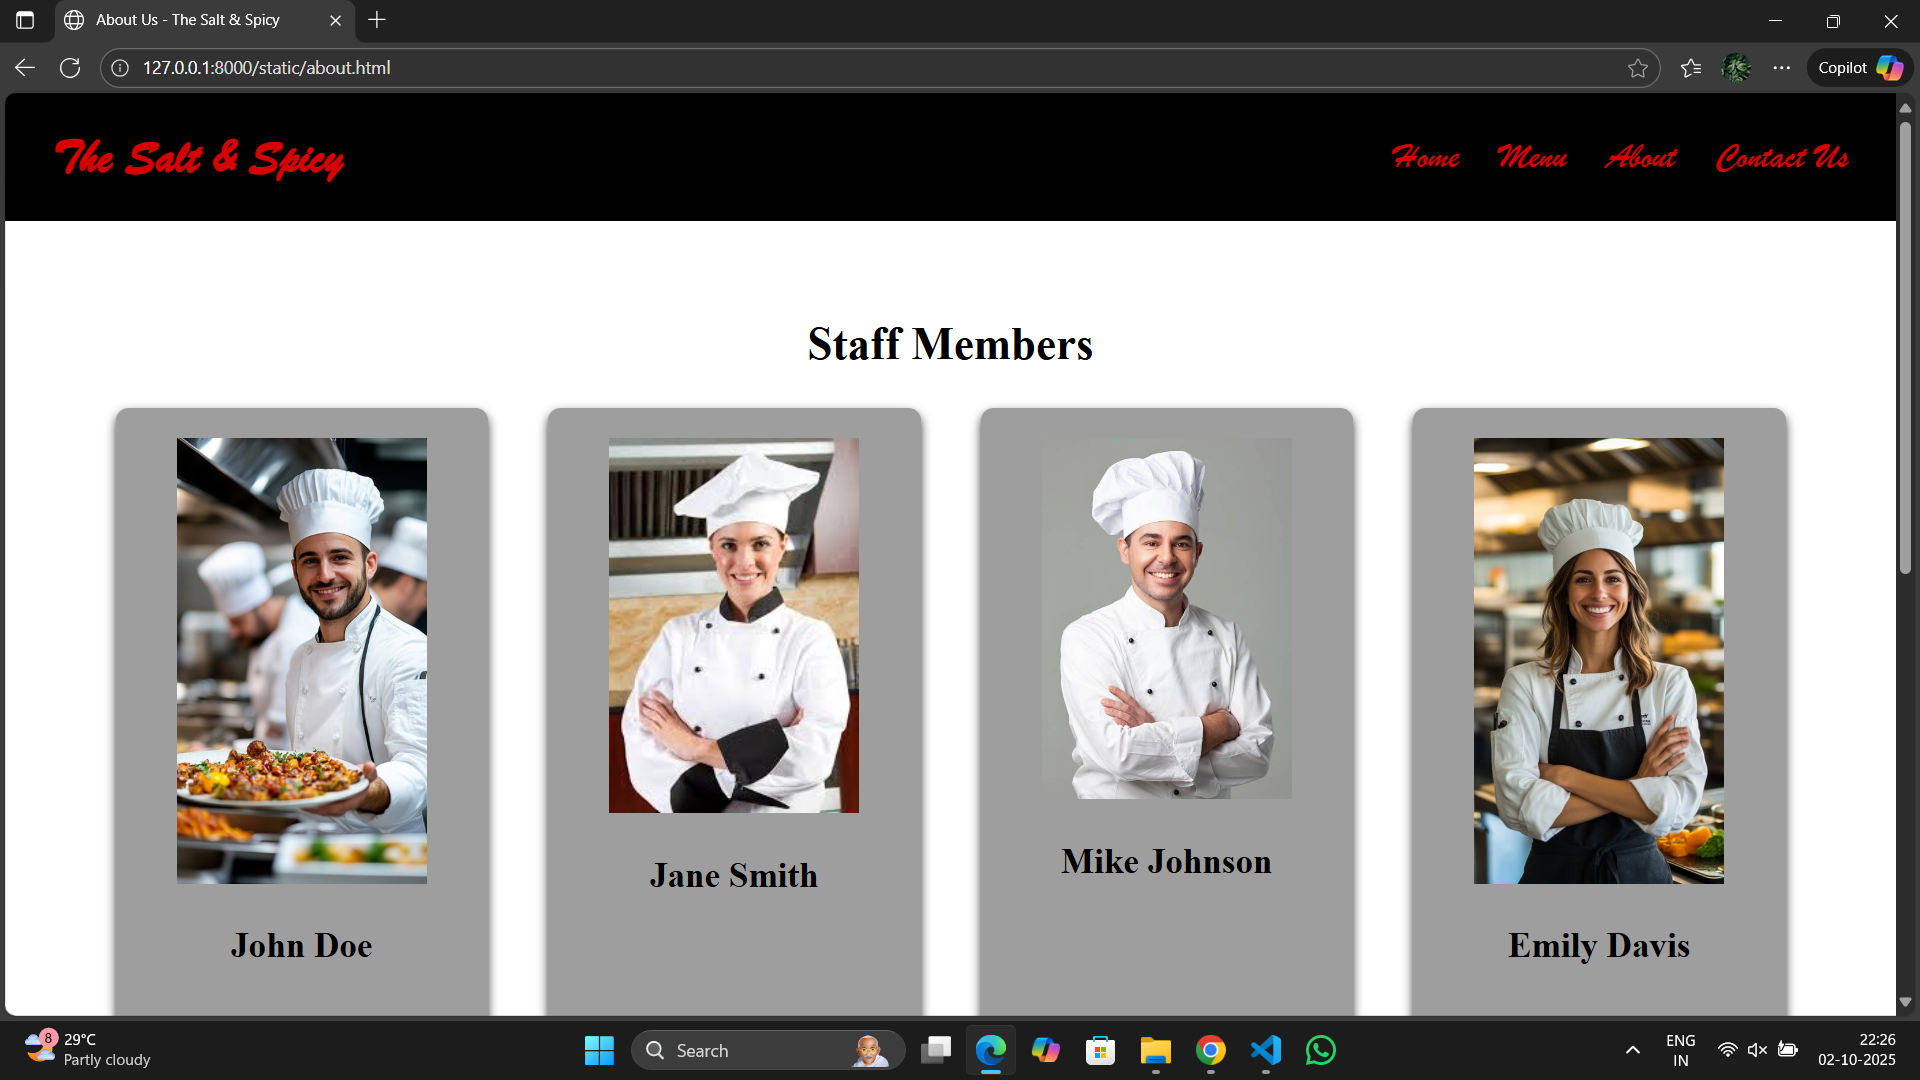 About Us - The Salt & Spicy
127.0.0.1:8000/static/about.html
Copilot
The Salt & Spicy
Home Menu About Contact Us
Staff Members
John Doe
Jane Smith
Mike Johnson
Emily Davis
8
29°C
Partly cloudy
Search
ENG
IN
22:26
02-10-2025